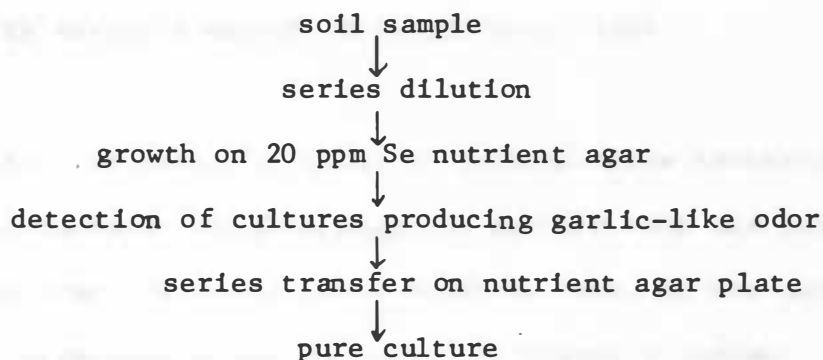 soil sample
series dilution
growth on 20 ppm Se nutrient agar
detection of cultures producing garlic-like odor
series transfer on nutrient agar plate
pure culture